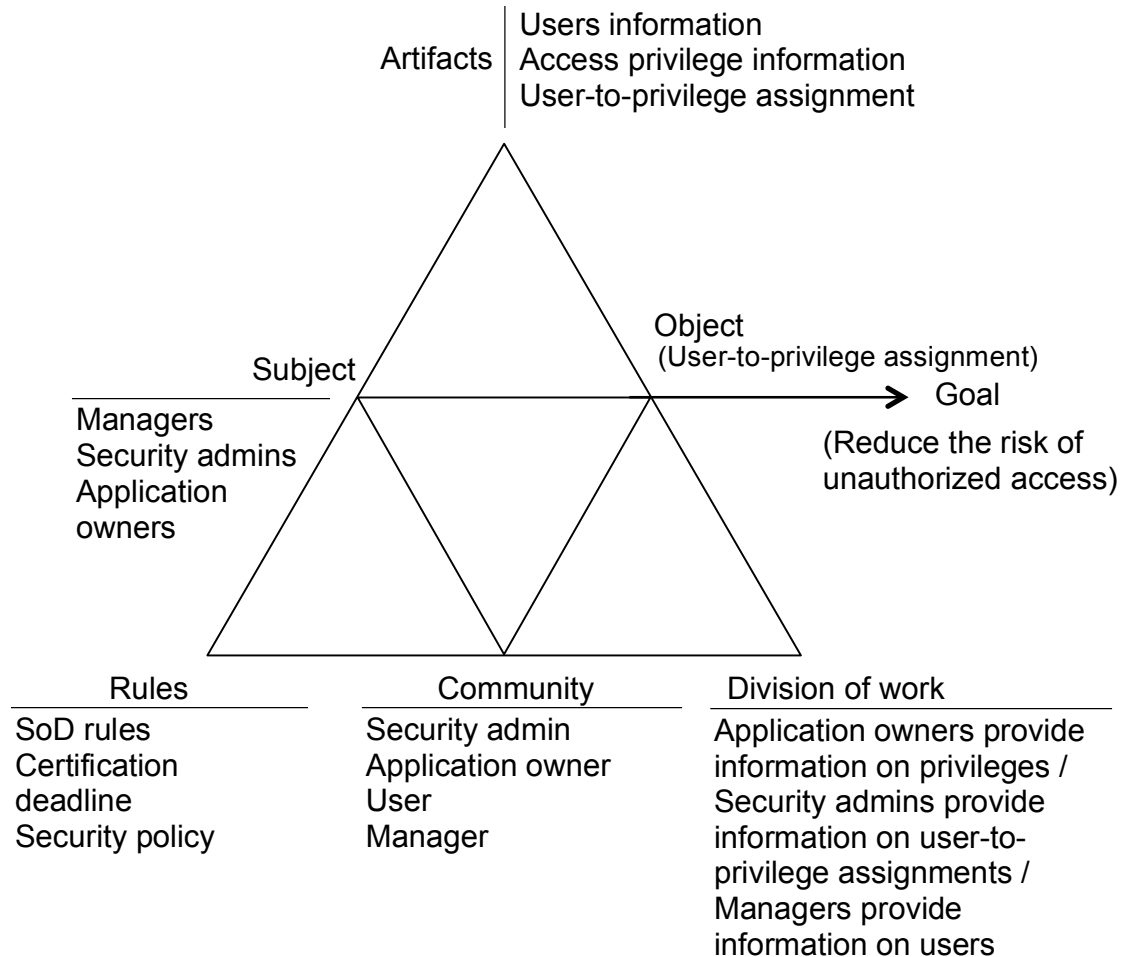 Artifacts
Users information
Access privilege information
User-to-privilege assignment
Subject
Managers
Security admins
Application
owners
Object
(User-to-privilege assignment)
Goal
(Reduce the risk of
unauthorized access)
Rules
SoD rules
Certification
deadline
Security policy
Community
Security admin
Application owner
User
Manager
Division of work
Application owners provide
information on privileges /
Security admins provide
information on user-to-
privilege assignments /
Managers provide
information on users